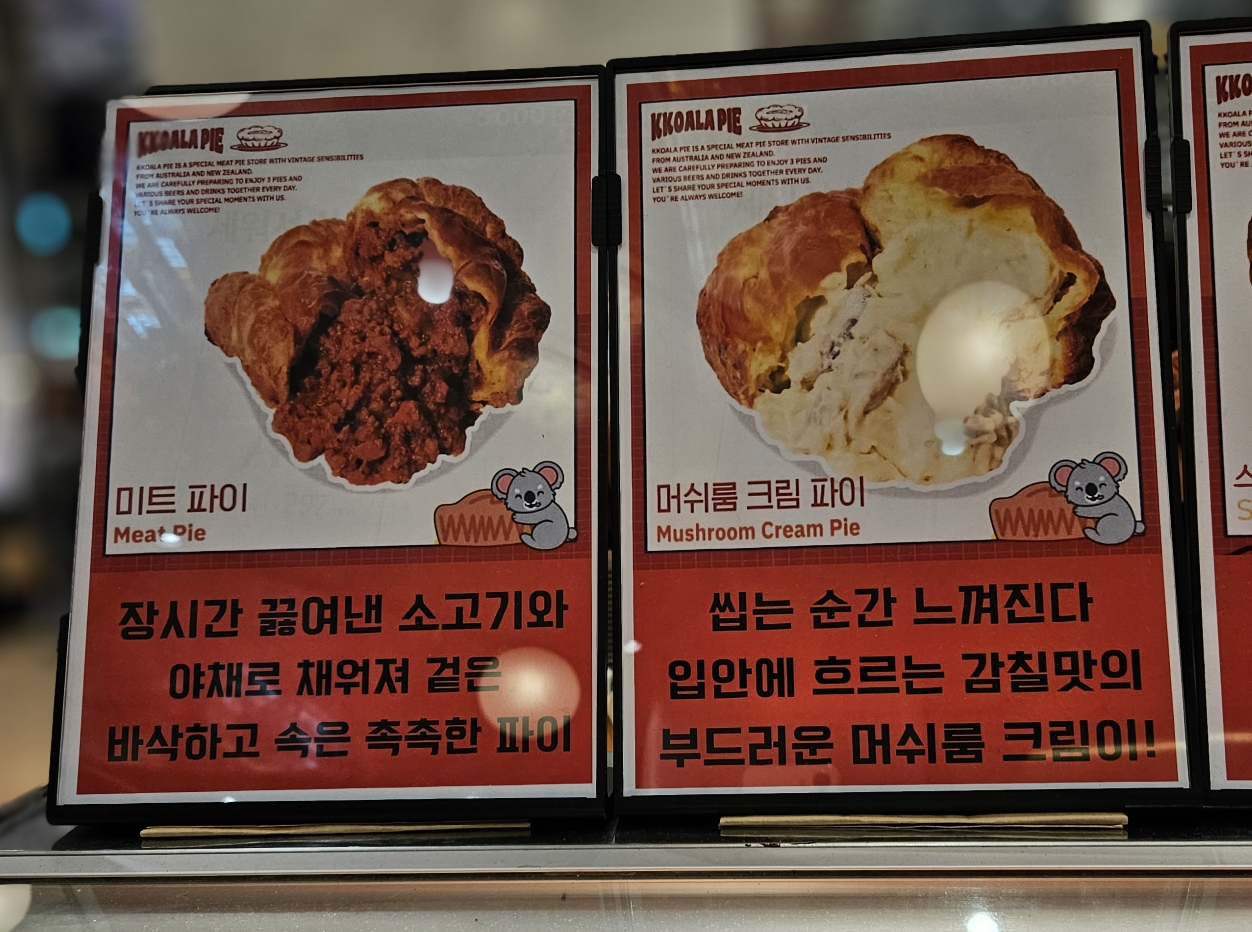 KKOALA PIE
KKOALA PIE IS A SPECIAL MEAT PIE STORE WITH VINTAGE SENSIBILITIES
FROM AUSTRALIA AND NEW ZEALAND.
WE ARE CAREFULLY PREPARING TO ENJOY 3 PIES AND
VARIOUS BEERS AND DRINKS TOGETHER EVERY DAY.
LET`S SHARE YOUR SPECIAL MOMENTS WITH US.
YOU`RE ALWAYS WELCOME!
미트 파이
Meat Pie
장시간 끓여낸 소고기와
야채로 채워져 겉은
바삭하고 속은 촉촉한 파이
KKOALA PIE
KKOALA PIE IS A SPECIAL MEAT PIE STORE WITH VINTAGE SENSIBILITIES
FROM AUSTRALIA AND NEW ZEALAND.
WE ARE CAREFULLY PREPARING TO ENJOY 3 PIES AND
VARIOUS BEERS AND DRINKS TOGETHER EVERY DAY.
LET`S SHARE YOUR SPECIAL MOMENTS WITH US.
YOU`RE ALWAYS WELCOME!
머쉬룸 크림 파이
Mushroom Cream Pie
씹는 순간 느껴진다
입안에 흐르는 감칠맛의
부드러운 머쉬룸 크림이!